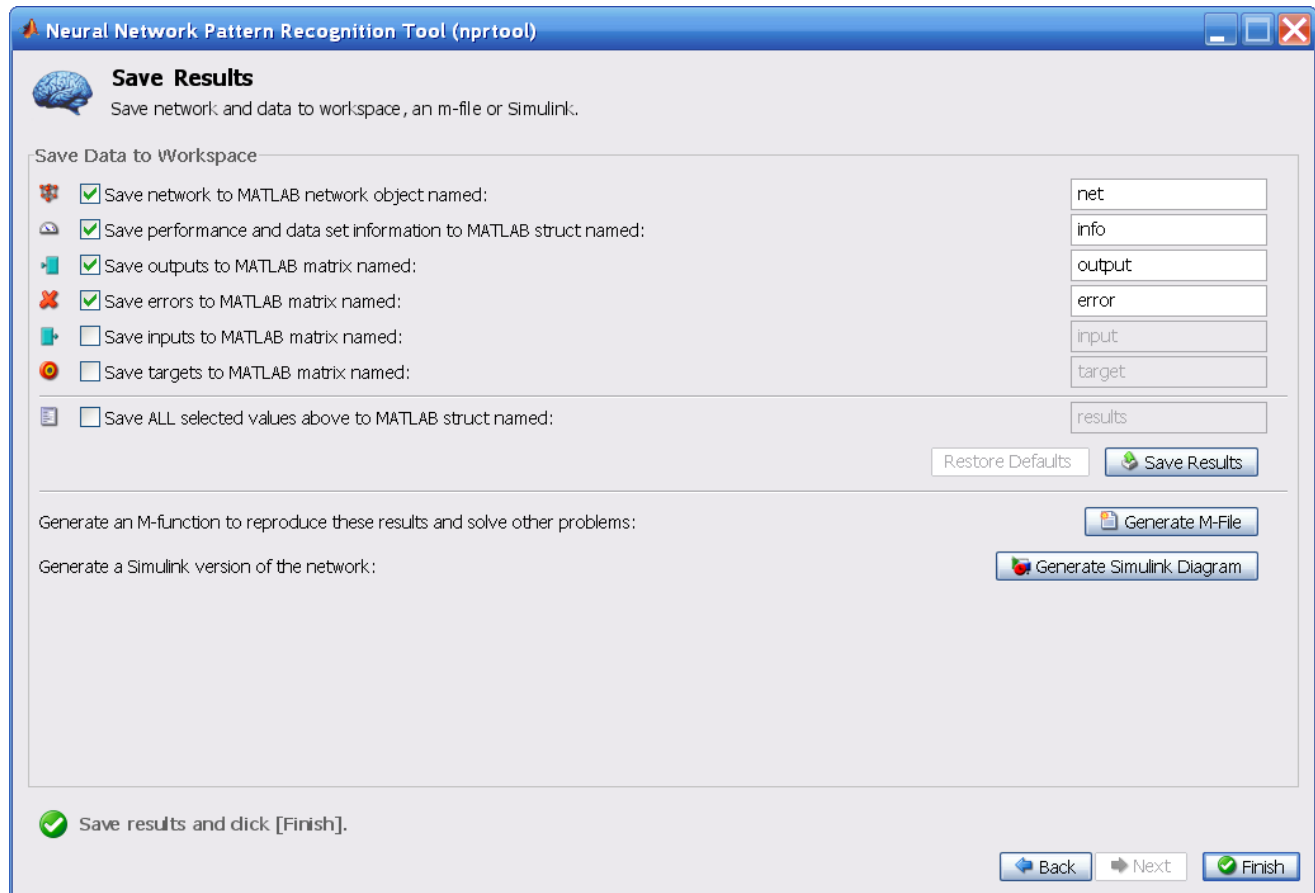 Neural Network Pattern Recognition Tool (nprtool)
Save Results
Save network and data to workspace, an m-file or Simulink.
Save Data to Workspace
Save network to MATLAB network object named: net
Save performance and data set information to MATLAB struct named: info
Save outputs to MATLAB matrix named: output
Save errors to MATLAB matrix named: error
Save inputs to MATLAB matrix named: input
Save targets to MATLAB matrix named: target
Save ALL selected values above to MATLAB struct named: results
Restore Defaults Save Results
Generate an M-function to reproduce these results and solve other problems: Generate M-File
Generate a Simulink version of the network: Generate Simulink Diagram
Save results and click [Finish].
Back Next Finish